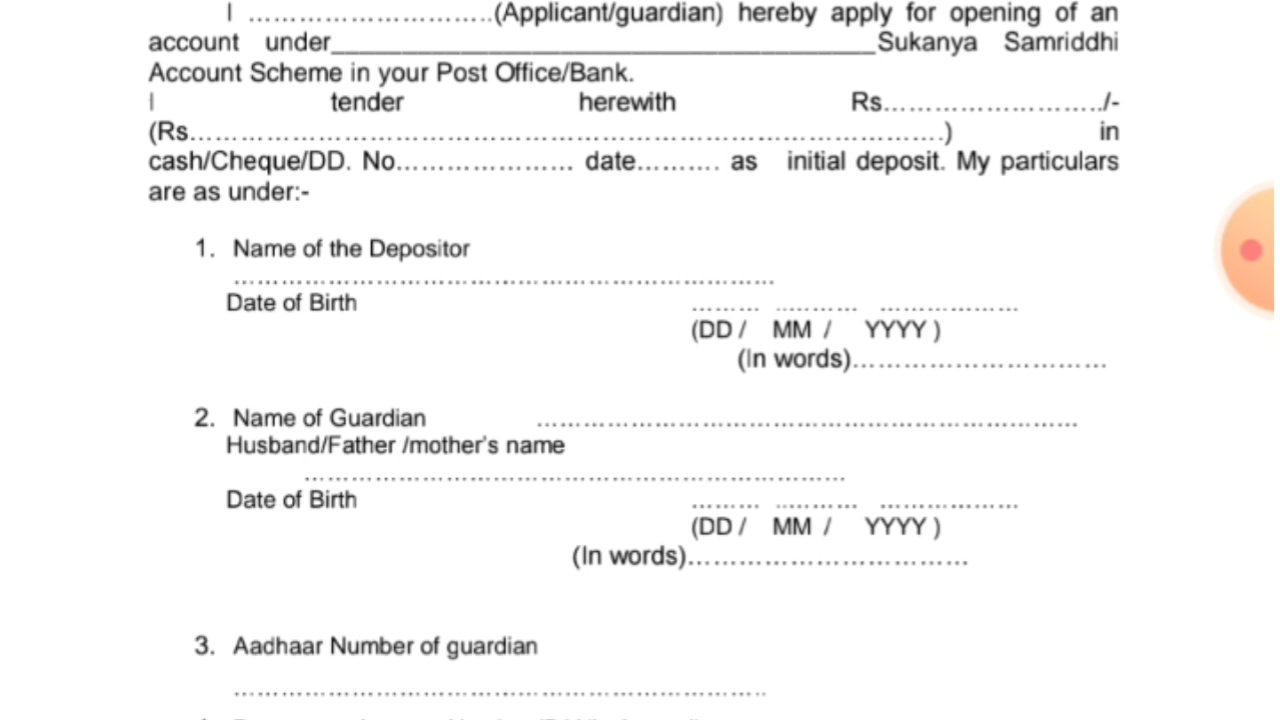 I ……………………….…(Applicant/guardian) hereby apply for opening of an
account under________________________________________Sukanya Samriddhi
Account Scheme in your Post Office/Bank.
I tender herewith Rs………………………./-
(Rs…………………………………………………………………………………….) in
cash/Cheque/DD. No………………… date………. as initial deposit. My particulars
are as under:-
1. Name of the Depositor
……………………………………………………………
Date of Birth ……… ………. ………………
(DD / MM / YYYY )
(In words)……………………………
2. Name of Guardian ……………………………………………………………
Husband/Father /mother's name
……………………………………………………………
Date of Birth ……… ………. ………………
(DD / MM / YYYY )
(In words)………………………………
3. Aadhaar Number of guardian
…………………………………………………………..